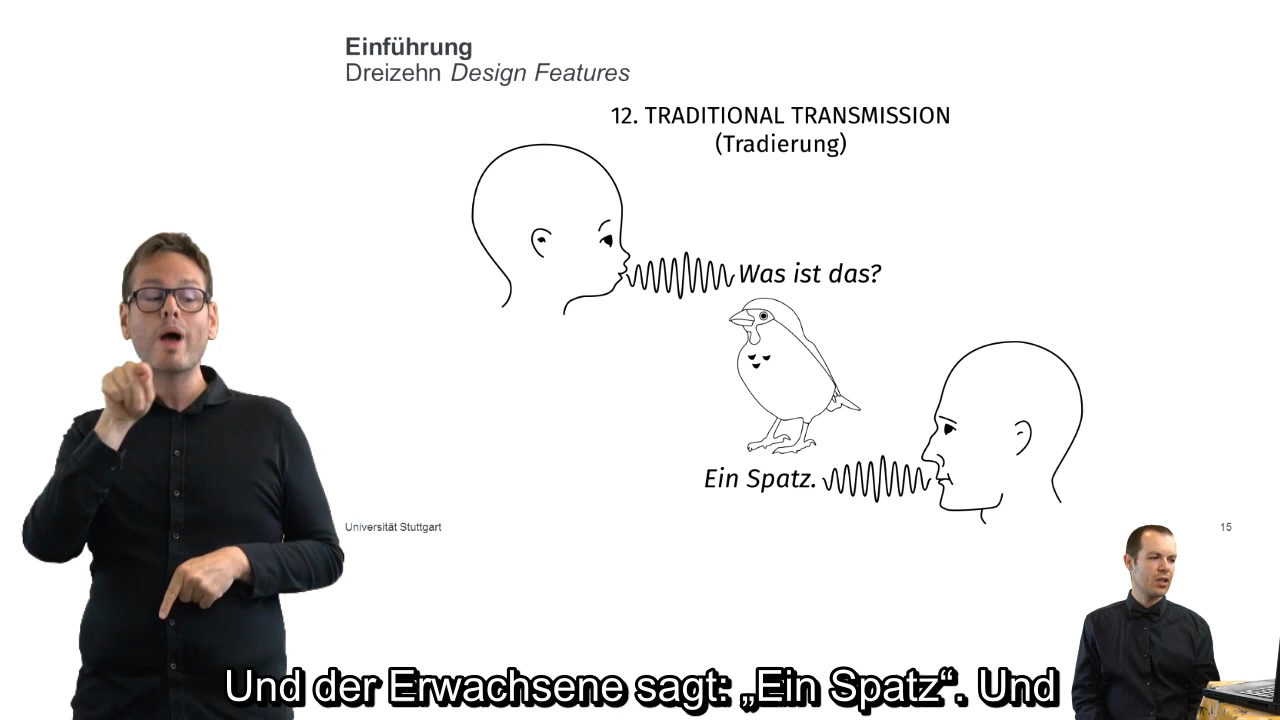 Einführung
Dreizehn Design Features
12. TRADITIONAL TRANSMISSION
(Tradierung)
Was ist das?
Ein Spatz.
Universität Stuttgart
15
Und der Erwachsene sagt: „Ein Spatz“. Und